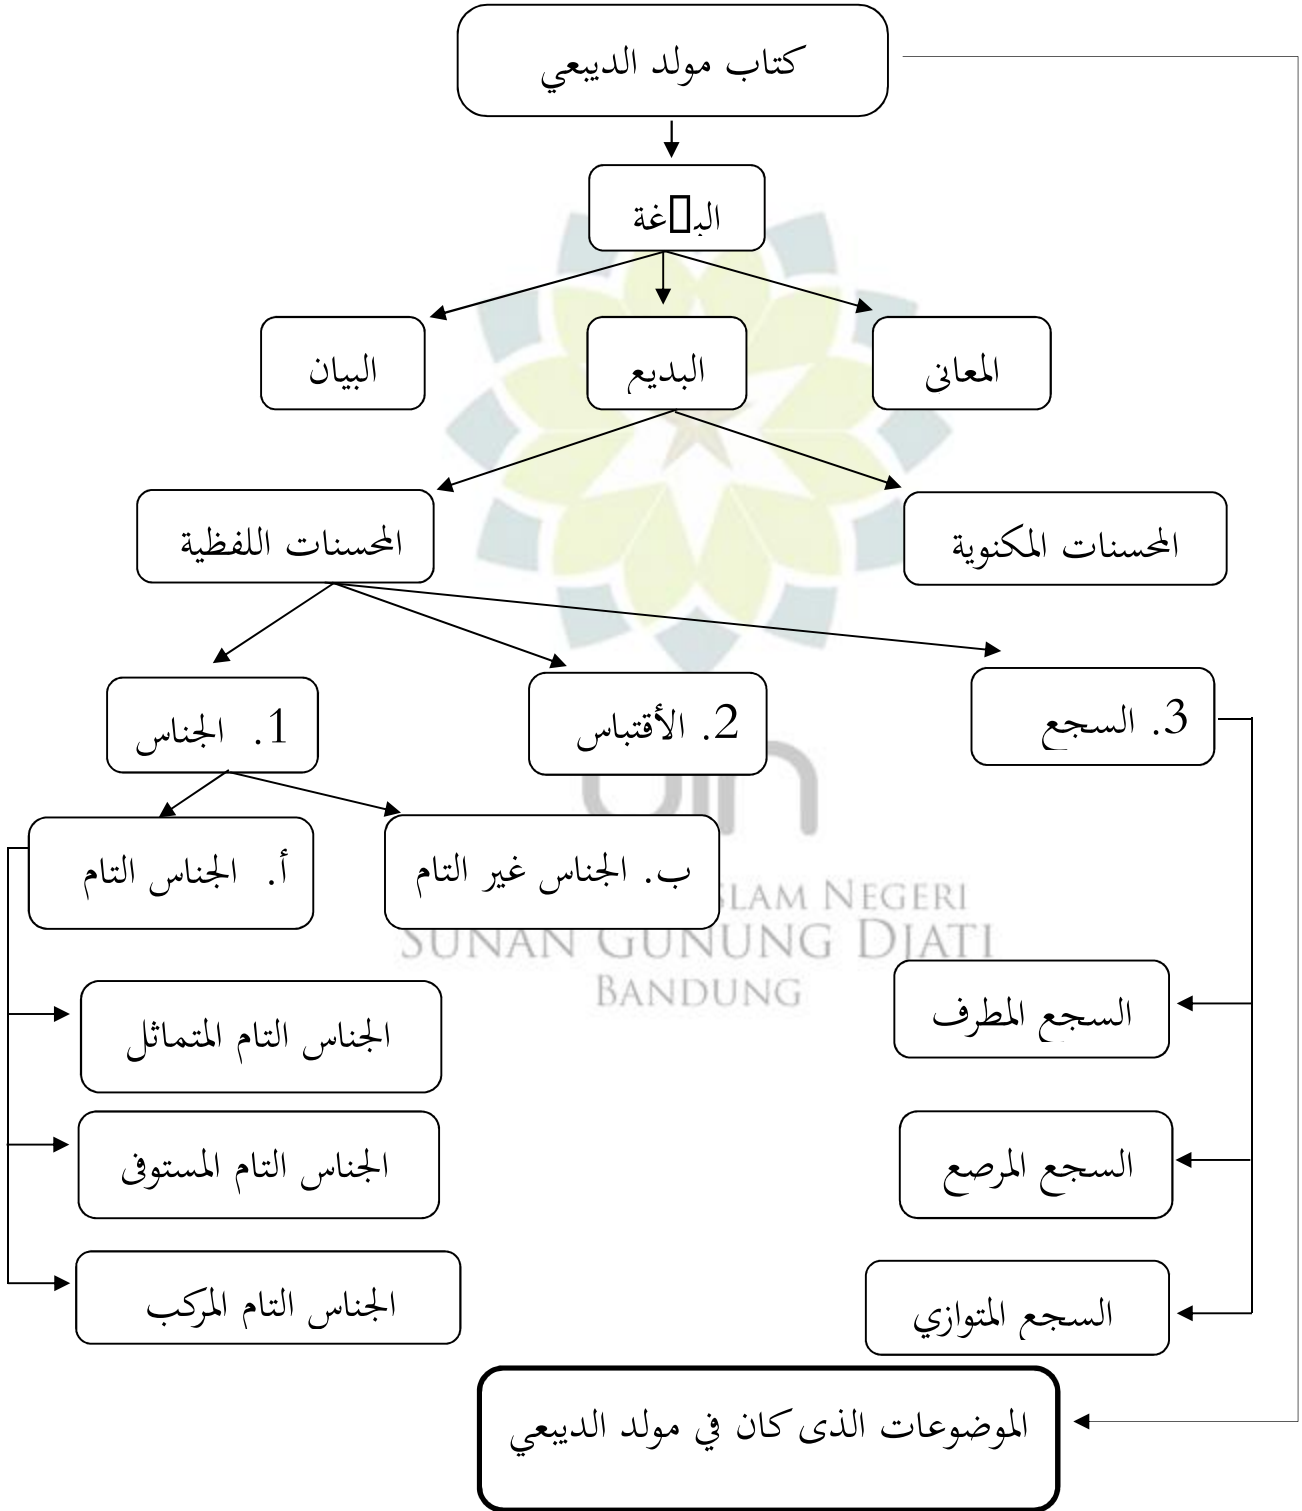 كتاب مولد الديبعي
المعانى
البديع
البيان
المحسنات المكنوية
المحسنات اللفظية
3. السجع
2. الأقتباس
1. الجناس
ب. الجناس غير التام
أ. الجناس التام
SLAM NEGERI
SUNAN GUNUNG DJATI
BANDUNG
السجع المطرف
الجناس التام المتماثل
السجع المرصع
الجناس التام المستوفى
السجع المتوازي
الجناس التام المركب
الموضوعات الذى كان في مولد الديبعي